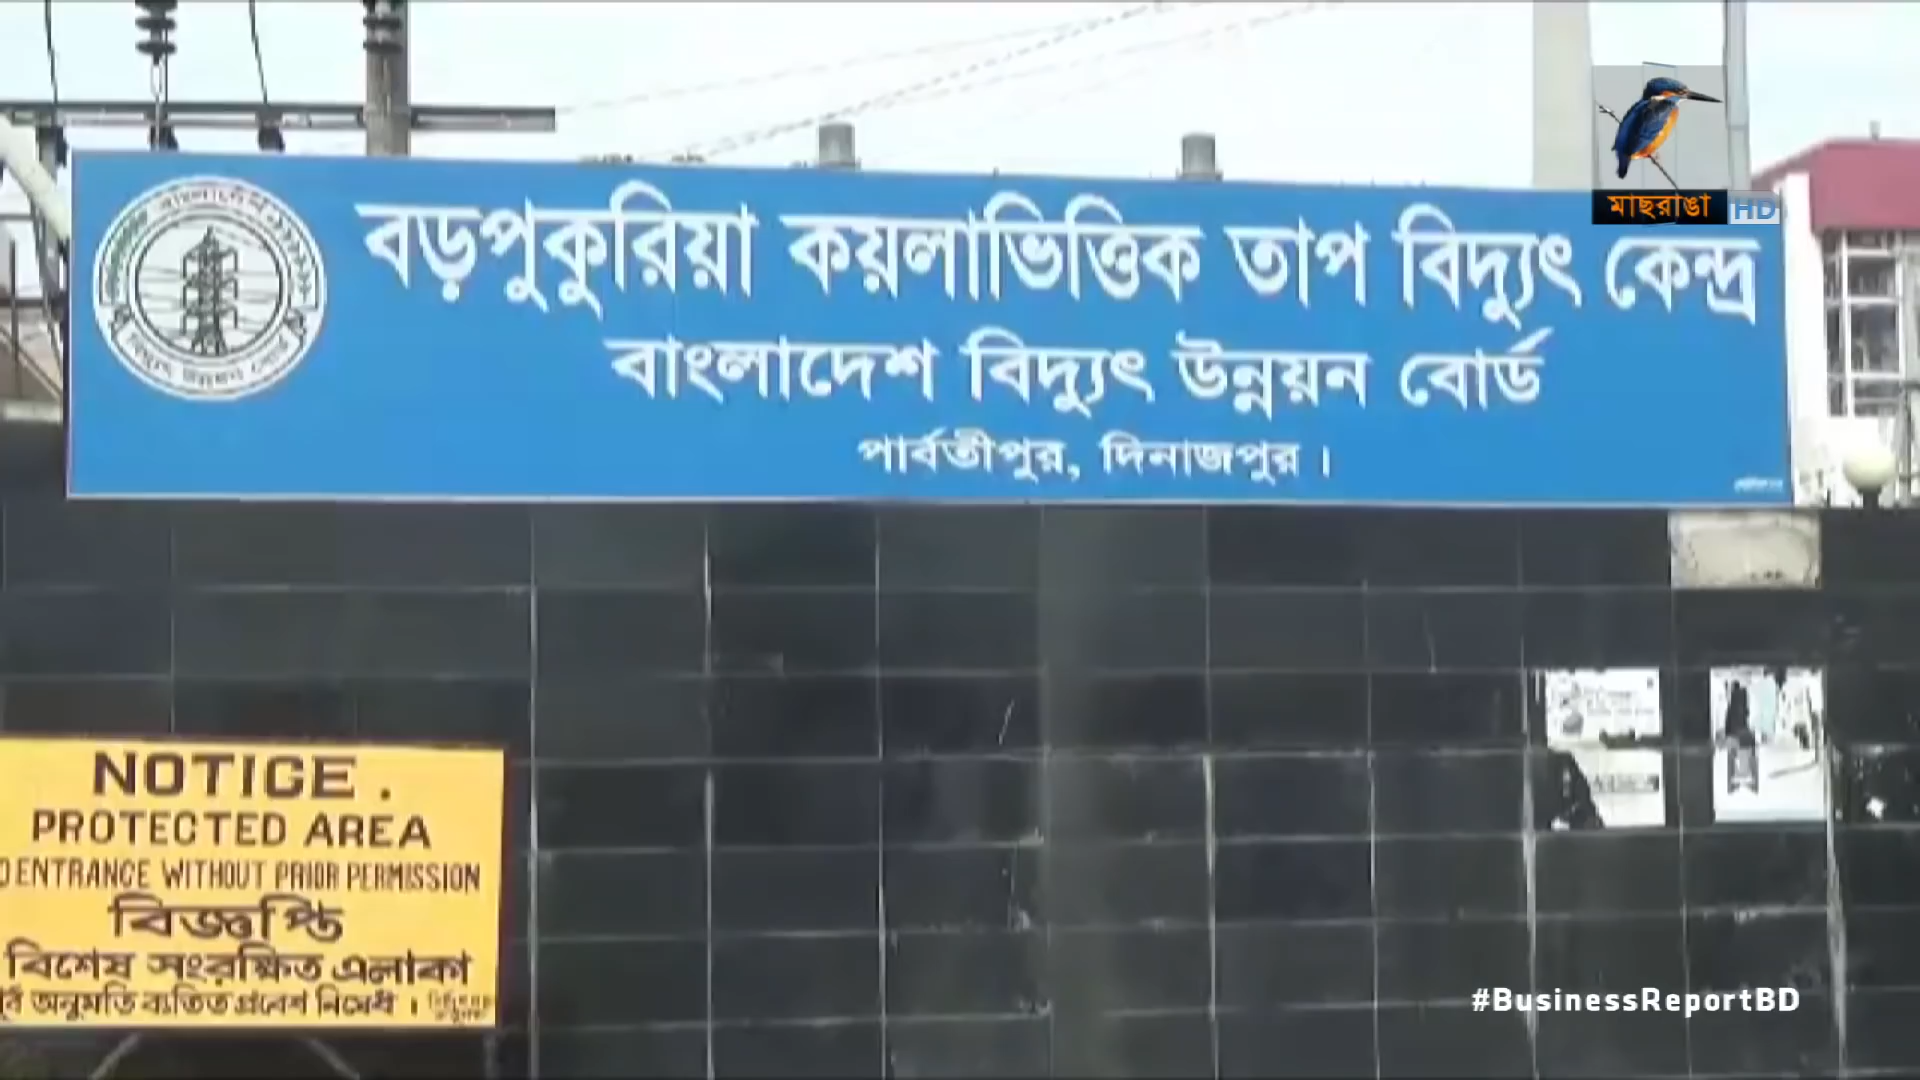 মাছরাঙা HD
বড়পুকুরিয়া কয়লাভিত্তিক তাপ বিদ্যুৎ কেন্দ্র
বাংলাদেশ বিদ্যুৎ উন্নয়ন বোর্ড
পার্বতীপুর, দিনাজপুর।
NOTICE.
PROTECTED AREA
ENTRANCE WITHOUT PRIOR PERMISSION
বিজ্ঞপ্তি
বিশেষ সংরক্ষিত এলাকা
অনুমতি ব্যতিত প্রবেশ নিষেধ।
#BusinessReportBD